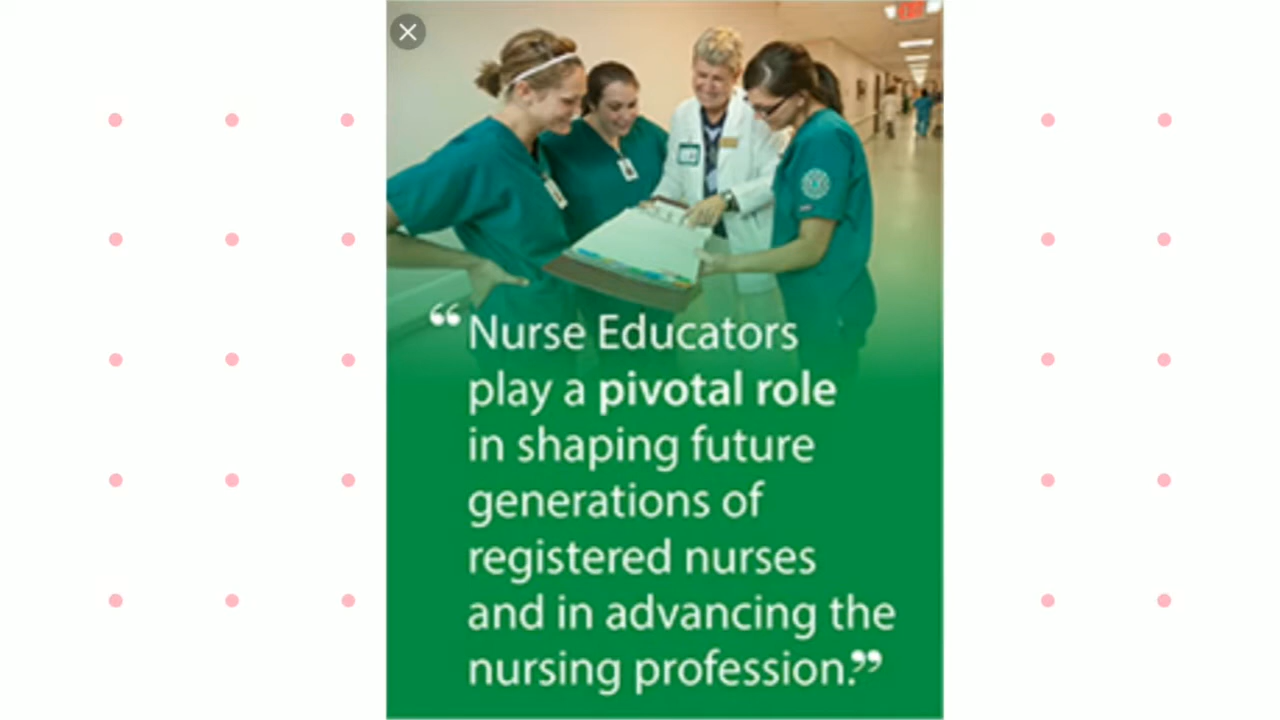 “Nurse Educators
play a pivotal role
in shaping future
generations of
registered nurses
and in advancing the
nursing profession.”